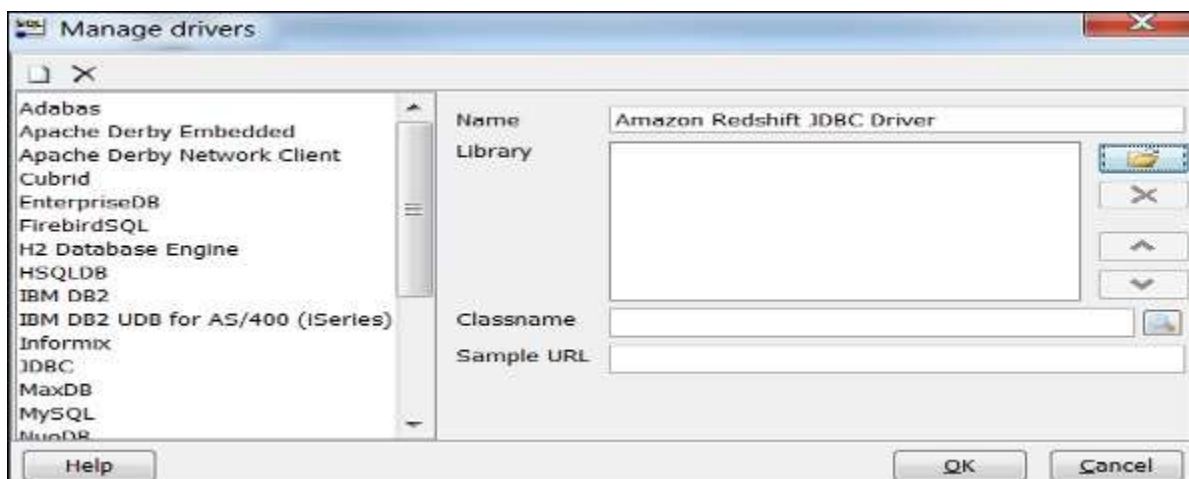 Manage drivers
Adabas
Apache Derby Embedded
Apache Derby Network Client
Cubrid
EnterpriseDB
FirebirdSQL
H2 Database Engine
HSQLDB
IBM DB2
IBM DB2 UDB for AS/400 (iSeries)
Informix
JDBC
MaxDB
MySQL
NuoDB
Name Amazon Redshift JDBC Driver
Library
Classname
Sample URL
Help OK Cancel